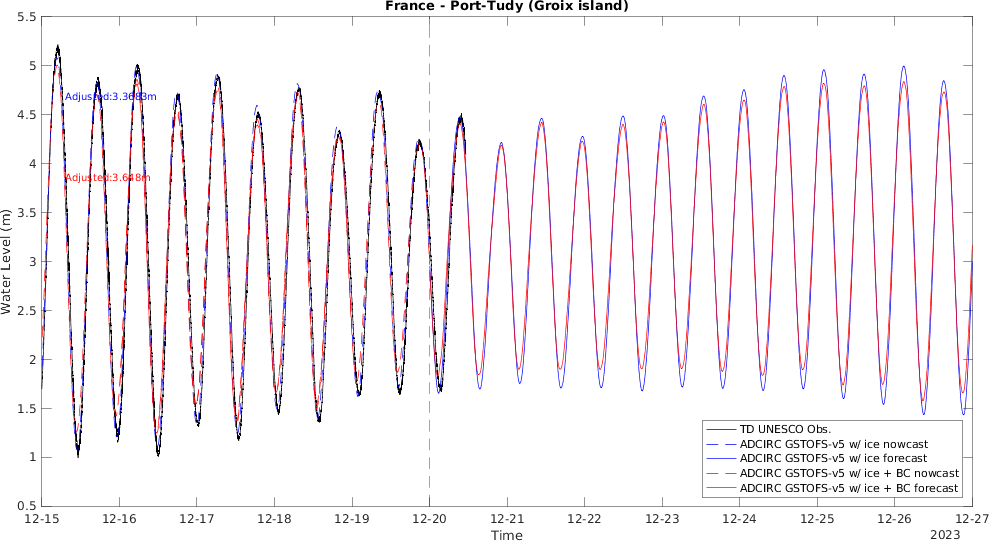 France - Port-Tudy (Groix island)
5.5
5
4.5
4
3.5
3
2.5
2
1.5
1
0.5
Water Level (m)
Adjusted:3.3683m
Adjusted:3.648m
TD UNESCO Obs.
ADCIRC GSTOFS-v5 w/ ice nowcast
ADCIRC GSTOFS-v5 w/ ice forecast
ADCIRC GSTOFS-v5 w/ ice + BC nowcast
ADCIRC GSTOFS-v5 w/ ice + BC forecast
12-15 12-16 12-17 12-18 12-19 12-20 12-21 12-22 12-23 12-24 12-25 12-26 12-27
Time
2023